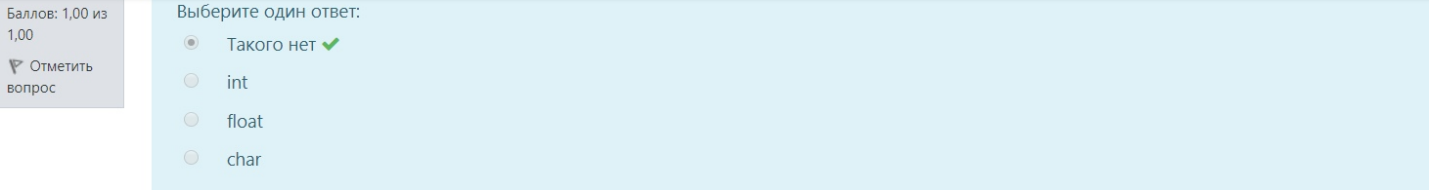 Баллов: 1,00 из
1,00
Отметить
вопрос
Выберите один ответ:
Такого нет
int
float
char